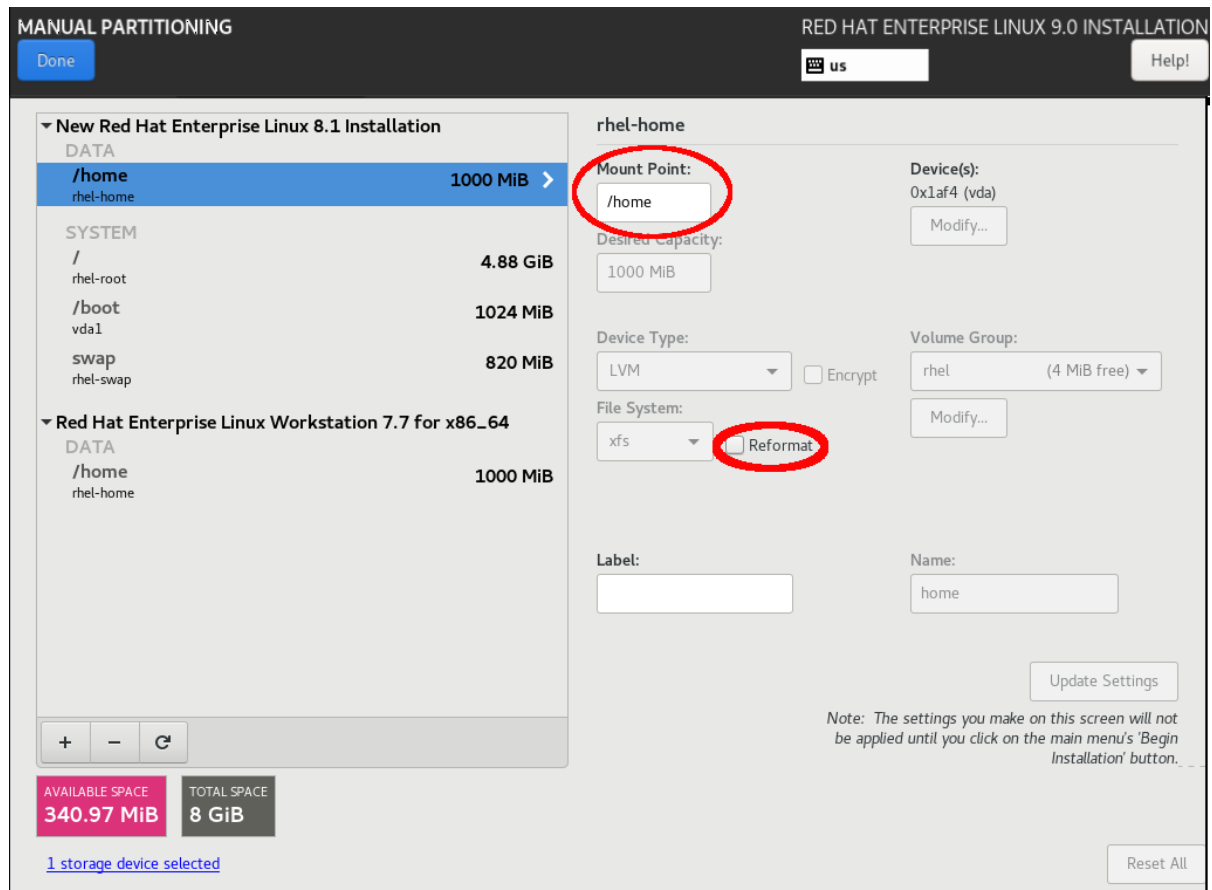 MANUAL PARTITIONING
RED HAT ENTERPRISE LINUX 9.0 INSTALLATION
Done
us
Help!
New Red Hat Enterprise Linux 8.1 Installation
DATA
/home
1000 MiB
rhel-home
SYSTEM
/
4.88 GiB
rhel-root
/boot
1024 MiB
vda1
swap
820 MiB
rhel-swap
Red Hat Enterprise Linux Workstation 7.7 for x86_64
DATA
/home
1000 MiB
rhel-home
+ −
AVAILABLE SPACE
340.97 MiB
TOTAL SPACE
8 GiB
1 storage device selected
rhel-home
Mount Point:
/home
Device(s):
0x1af4 (vda)
Modify...
Desired Capacity:
1000 MiB
Device Type:
LVM
Encrypt
Volume Group:
rhel (4 MiB free)
File System:
xfs
Reformat
Modify...
Label:
Name:
home
Update Settings
Note: The settings you make on this screen will not
be applied until you click on the main menu's 'Begin
Installation' button.
Reset All